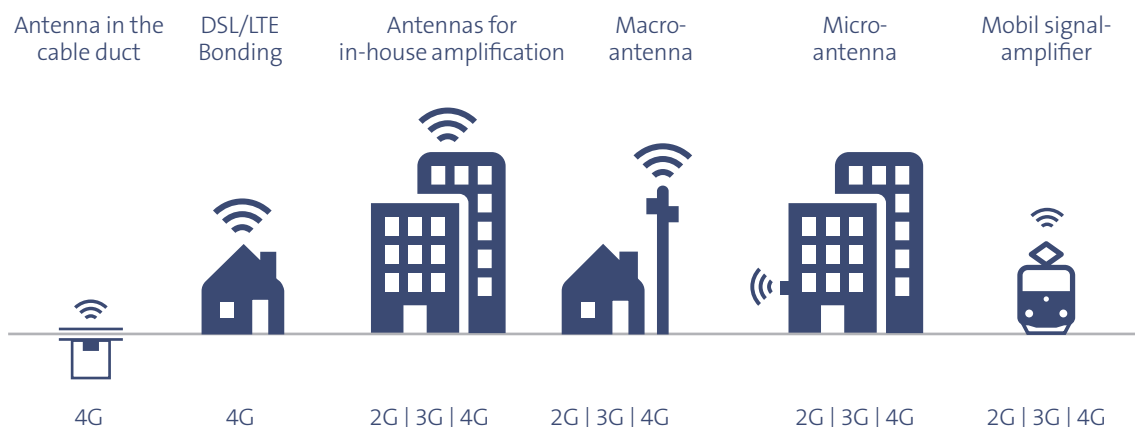 Antenna in the
cable duct
DSL/LTE
Bonding
Antennas for
in-house amplification
Macro-
antenna
Micro-
antenna
Mobil signal-
amplifier
4G
4G
2G | 3G | 4G
2G | 3G | 4G
2G | 3G | 4G
2G | 3G | 4G